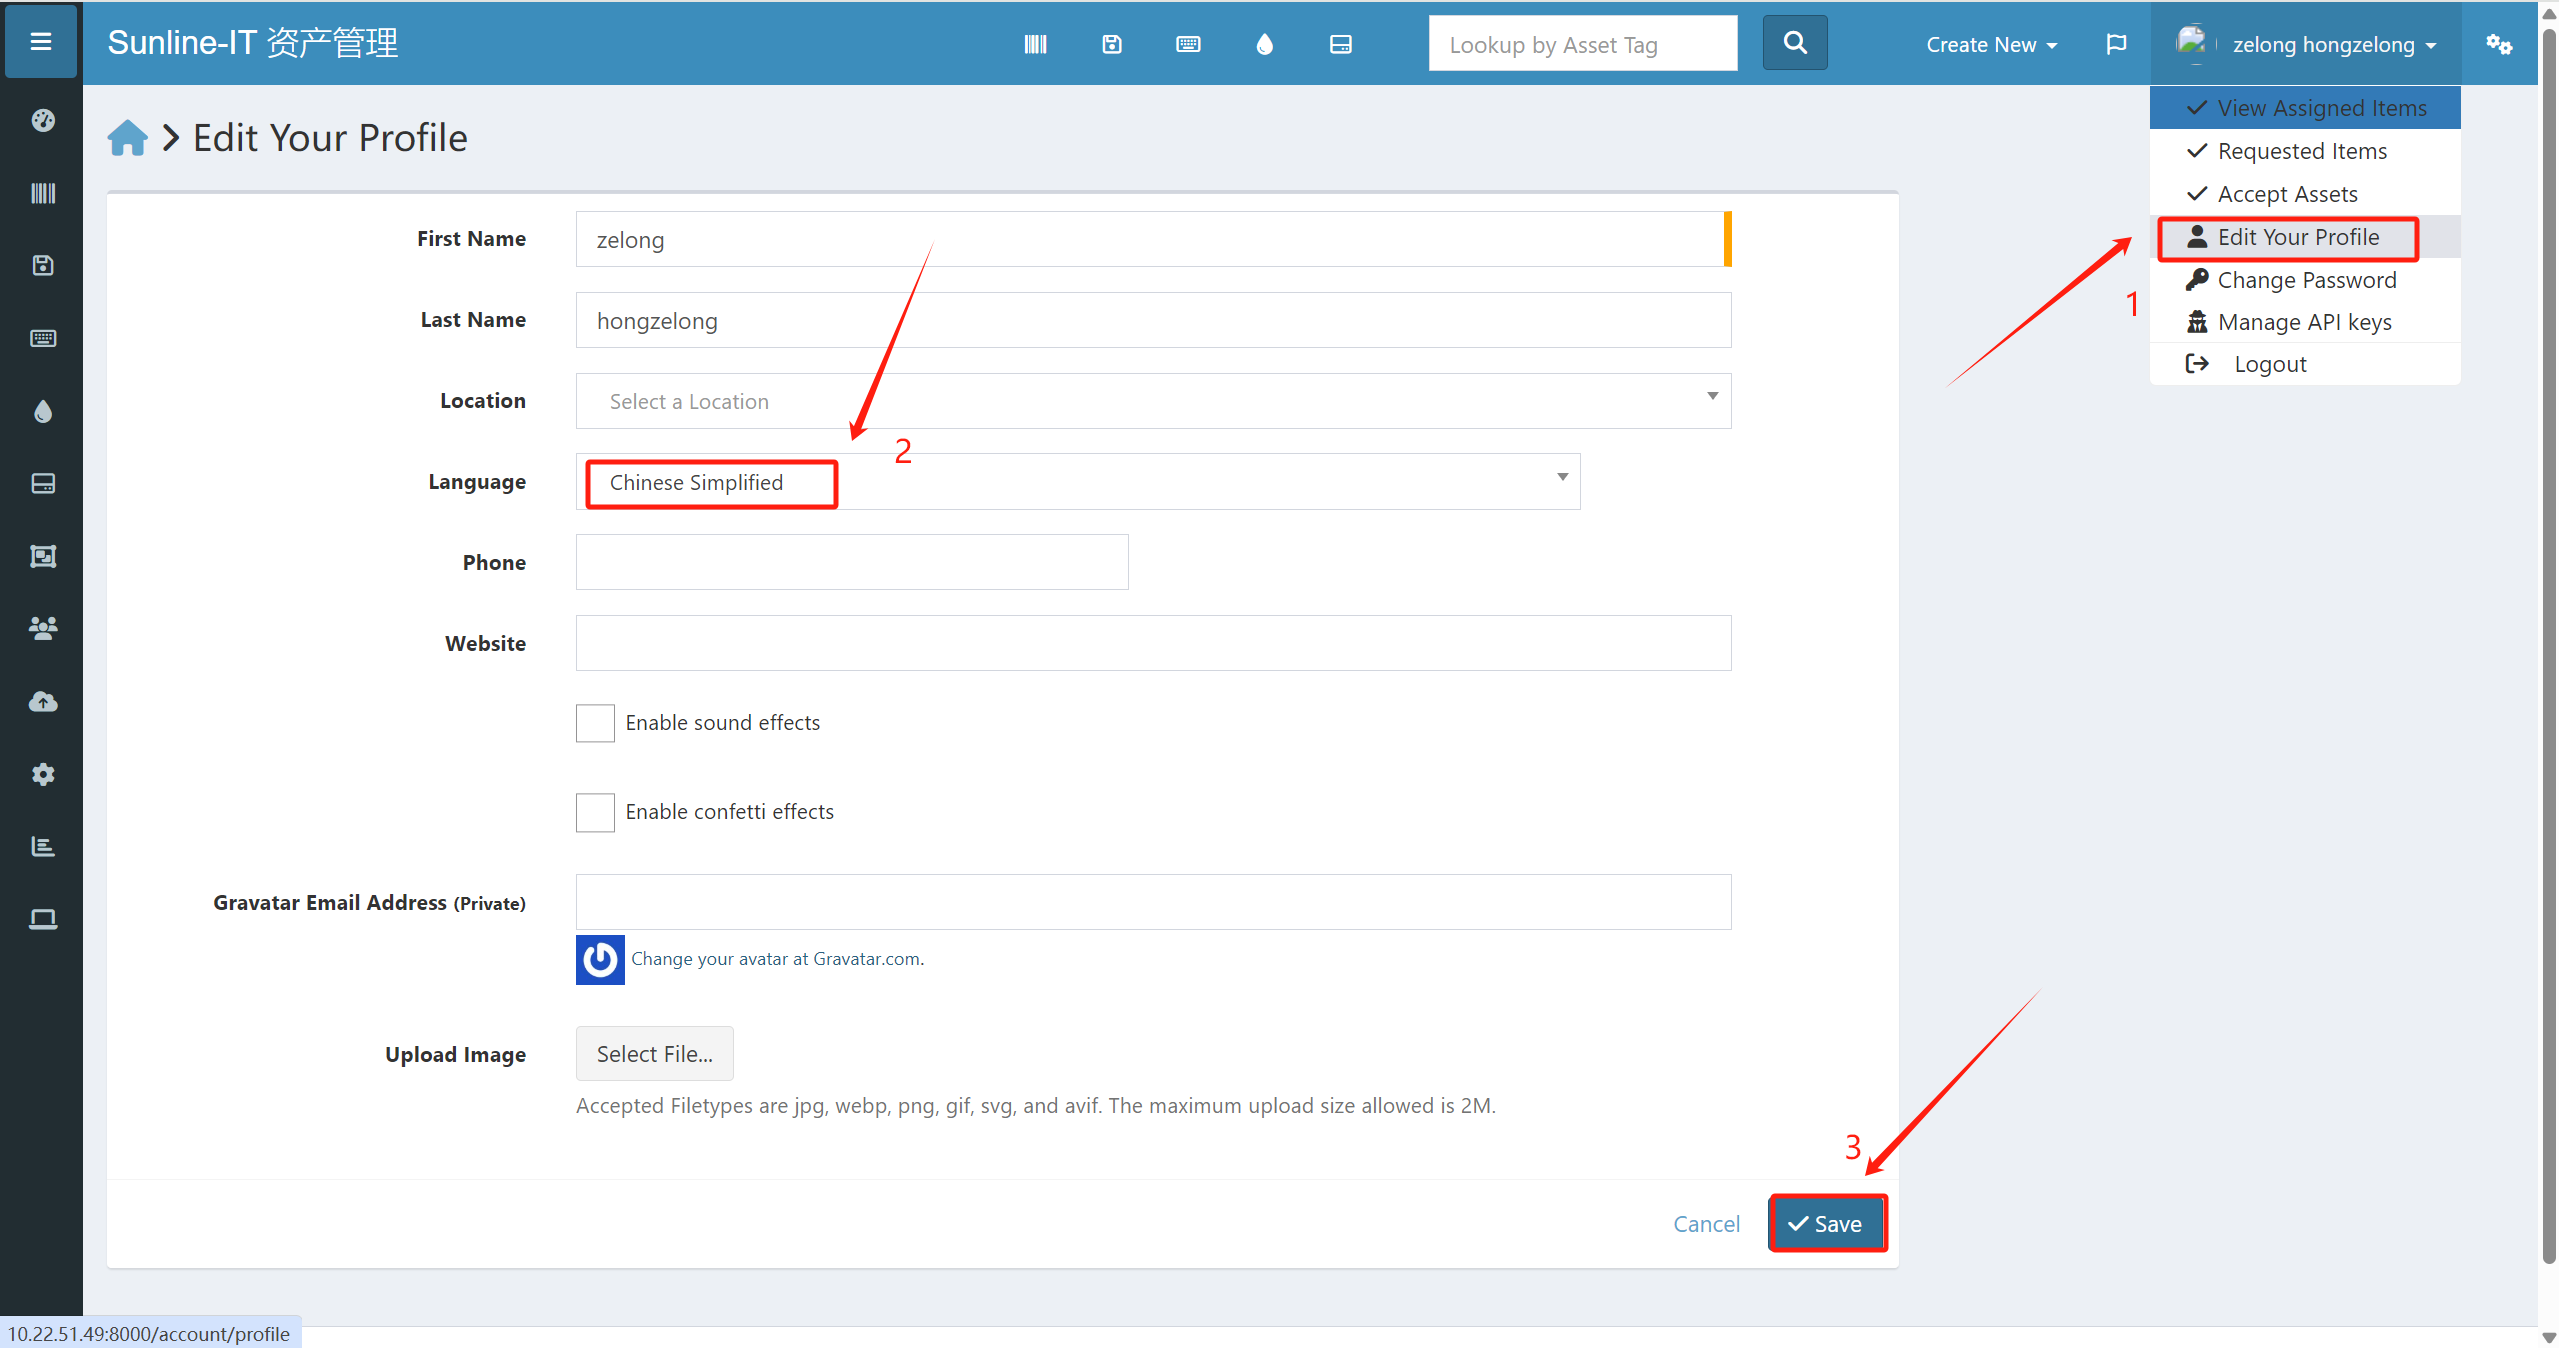 Sunline-IT 资产管理
Lookup by Asset Tag
Create New
zelong hongzelong
View Assigned Items
Requested Items
Accept Assets
Edit Your Profile
Change Password
Manage API keys
Logout
1
Edit Your Profile
First Name
zelong
Last Name
hongzelong
Location
Select a Location
2
Language
Chinese Simplified
Phone
Website
Enable sound effects
Enable confetti effects
Gravatar Email Address (Private)
Change your avatar at Gravatar.com.
Upload Image
Select File...
Accepted Filetypes are jpg, webp, png, gif, svg, and avif. The maximum upload size allowed is 2M.
3
Cancel
Save
10.22.51.49:8000/account/profile